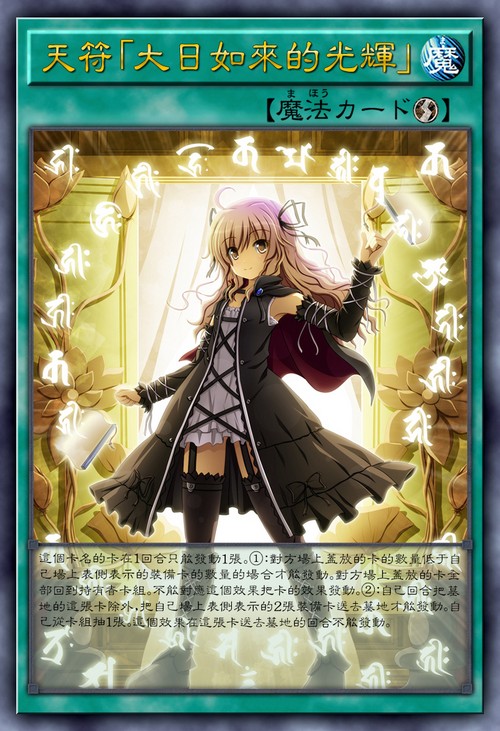 天符「大日如來的光輝」
魔
ま ほう
【魔法カード】
這個卡名的卡在1回合只能發動1張。①：對方場上蓋放的卡的數量低于自
己場上表側表示的裝備卡的數量的場合才能發動。對方場上蓋放的卡全
部回到持有者卡組。不能對應這個效果把卡的效果發動。②：自己回合把墓
地的這張卡除外，把自己場上表側表示的2張裝備卡送去墓地才能發動。自
己從卡組抽1張。這個效果在這張卡送去墓地的回合不能發動。